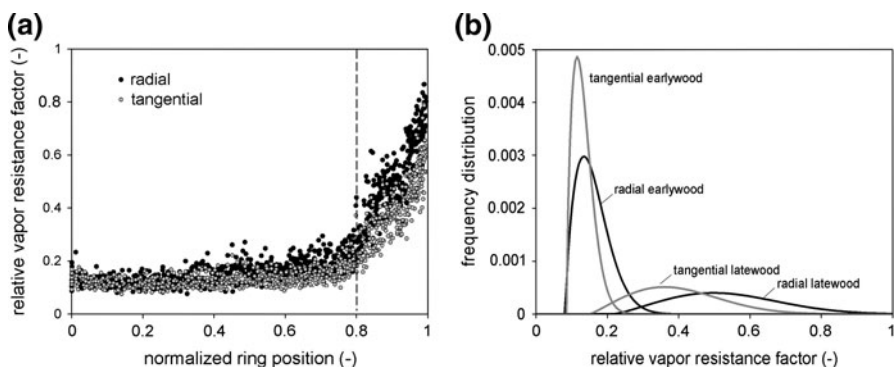 (a)
relative vapor resistance factor (-)
1
0.8
0.6
0.4
0.2
0
radial
tangential
0 0.2 0.4 0.6 0.8 1
normalized ring position (-)
(b)
frequency distribution
0.005
0.004
0.003
0.002
0.001
0
tangential earlywood
radial earlywood
tangential latewood
radial latewood
0 0.2 0.4 0.6 0.8 1
relative vapor resistance factor (-)